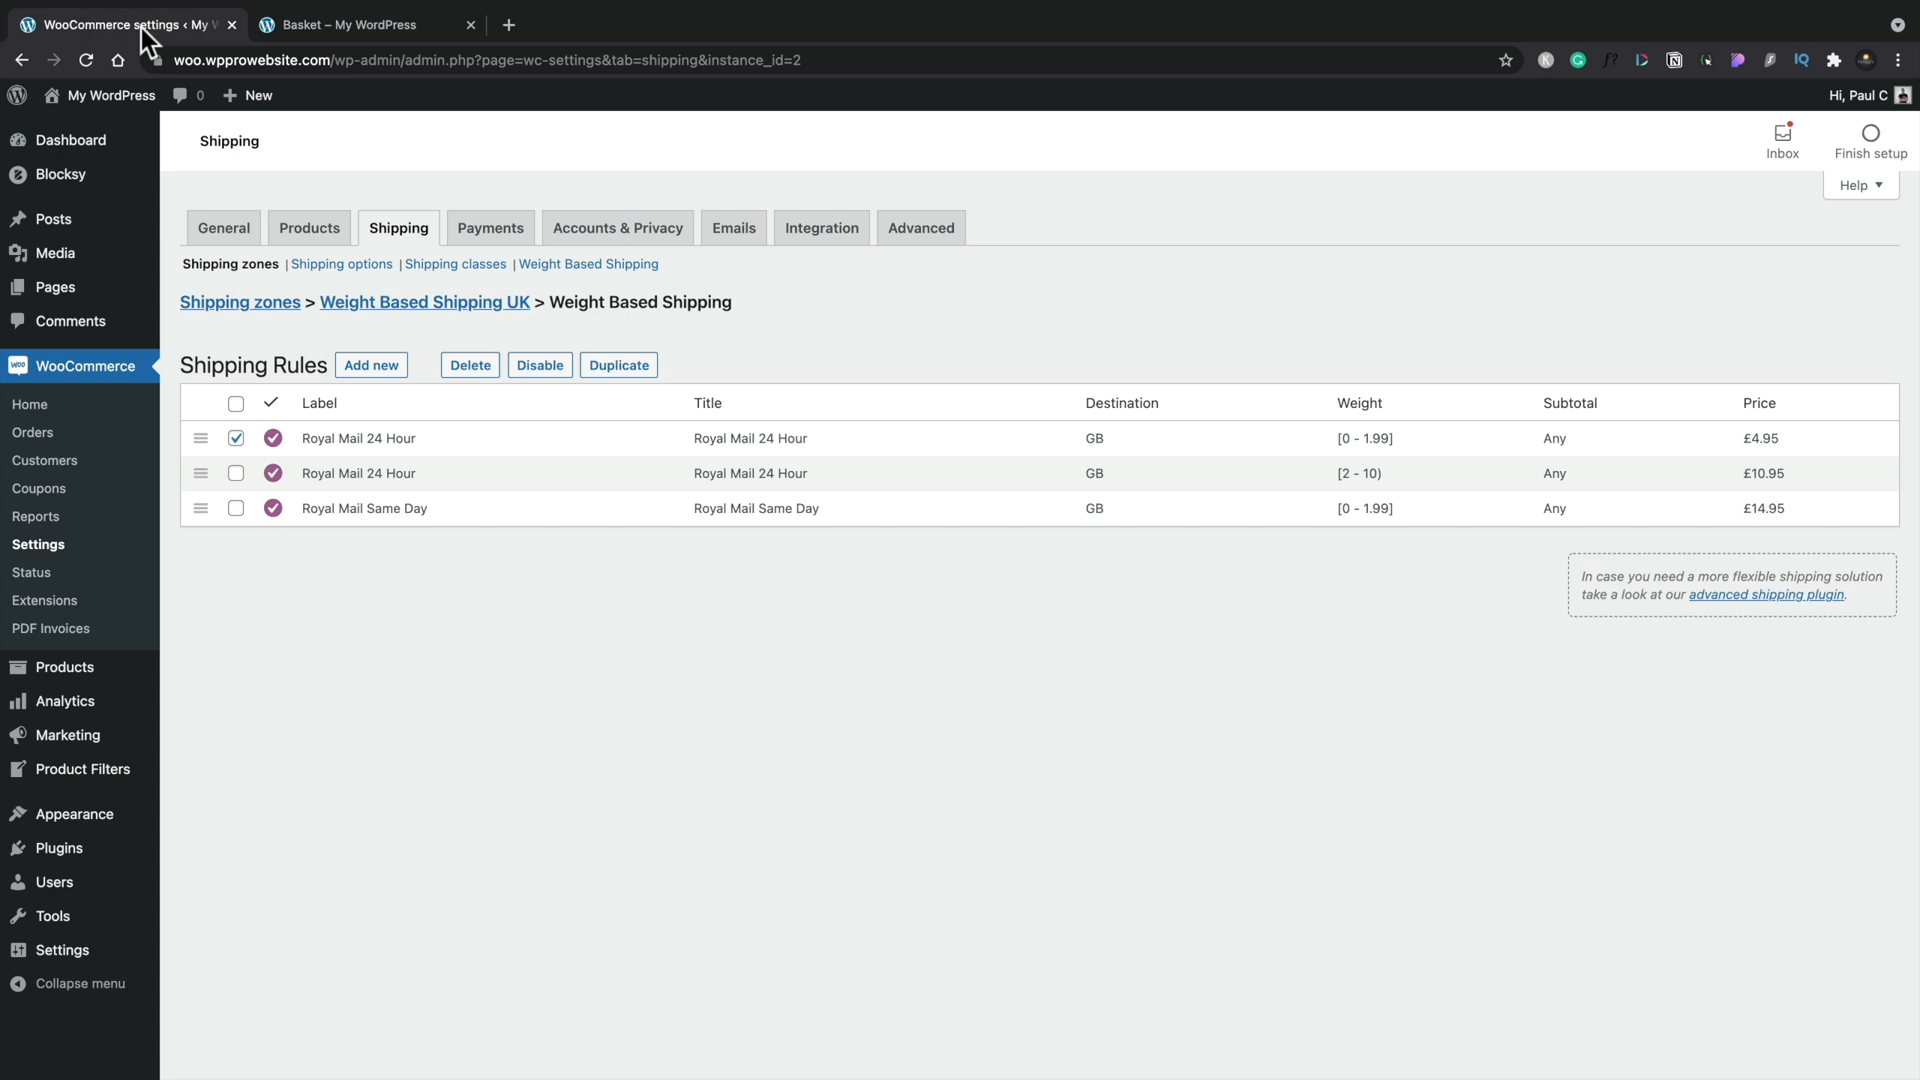 WooCommerce settings ‹ My W
Basket – My WordPress
woo.wpprowebsite.com/wp-admin/admin.php?page=wc-settings&tab=shipping&instance_id=2
My WordPress 0 New
Hi, Paul C
Dashboard
Blocksy
Posts
Media
Pages
Comments
WooCommerce
Home
Orders
Customers
Coupons
Reports
Settings
Status
Extensions
PDF Invoices
Products
Analytics
Marketing
Product Filters
Appearance
Plugins
Users
Tools
Settings
Collapse menu
Shipping
Inbox
Finish setup
Help
General Products Shipping Payments Accounts & Privacy Emails Integration Advanced
Shipping zones | Shipping options | Shipping classes | Weight Based Shipping
Shipping zones > Weight Based Shipping UK > Weight Based Shipping
Shipping Rules Add new Delete Disable Duplicate
Label Title Destination Weight Subtotal Price
Royal Mail 24 Hour Royal Mail 24 Hour GB [0 - 1.99] Any £4.95
Royal Mail 24 Hour Royal Mail 24 Hour GB [2 - 10) Any £10.95
Royal Mail Same Day Royal Mail Same Day GB [0 - 1.99] Any £14.95
In case you need a more flexible shipping solution
take a look at our advanced shipping plugin.